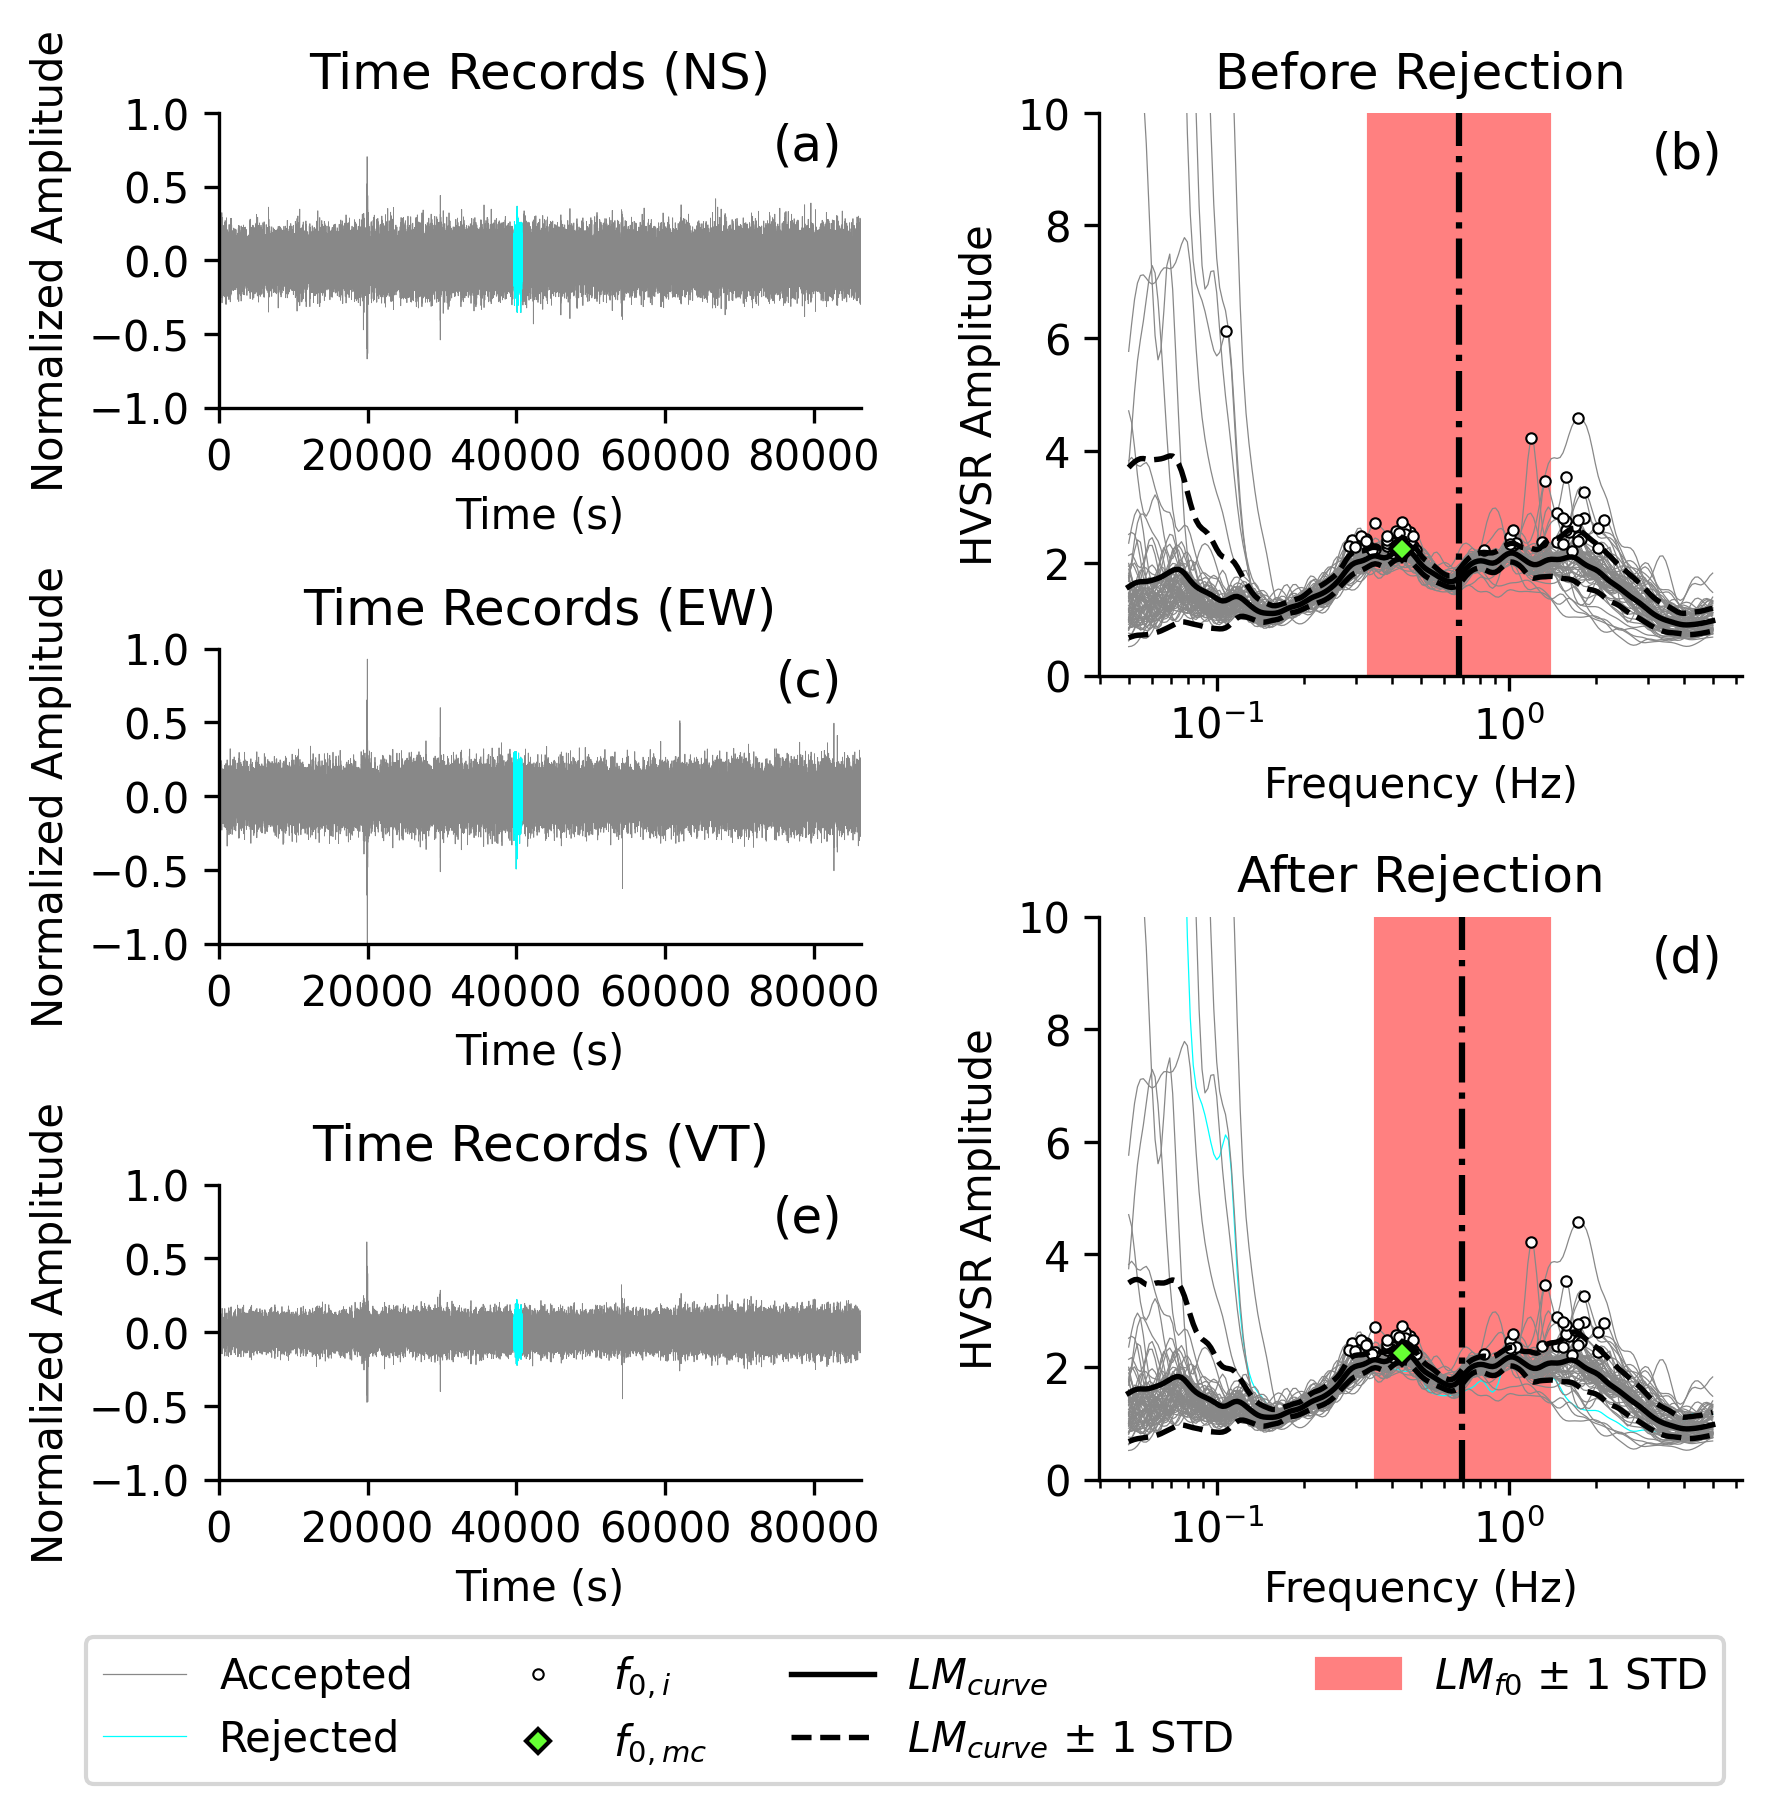 Time Records (NS)
(a)
Normalized Amplitude
1.0
0.5
0.0
−0.5
−1.0
0 20000 40000 60000 80000
Time (s)
Before Rejection
(b)
HVSR Amplitude
10
8
6
4
2
0
10⁻¹ 10⁰
Frequency (Hz)
Time Records (EW)
(c)
Normalized Amplitude
1.0
0.5
0.0
−0.5
−1.0
0 20000 40000 60000 80000
Time (s)
After Rejection
(d)
HVSR Amplitude
10
8
6
4
2
0
10⁻¹ 10⁰
Frequency (Hz)
Time Records (VT)
(e)
Normalized Amplitude
1.0
0.5
0.0
−0.5
−1.0
0 20000 40000 60000 80000
Time (s)
Accepted
Rejected
f0,i
f0,mc
LMcurve
LMcurve ± 1 STD
LMf0 ± 1 STD